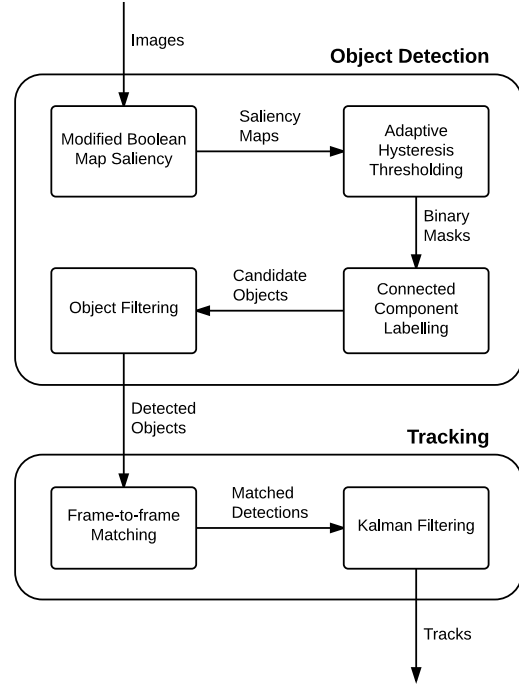 Images
Object Detection
Modified Boolean
Map Saliency
Saliency
Maps
Adaptive
Hysteresis
Thresholding
Binary
Masks
Connected
Component
Labelling
Candidate
Objects
Object Filtering
Detected
Objects
Tracking
Frame-to-frame
Matching
Matched
Detections
Kalman Filtering
Tracks